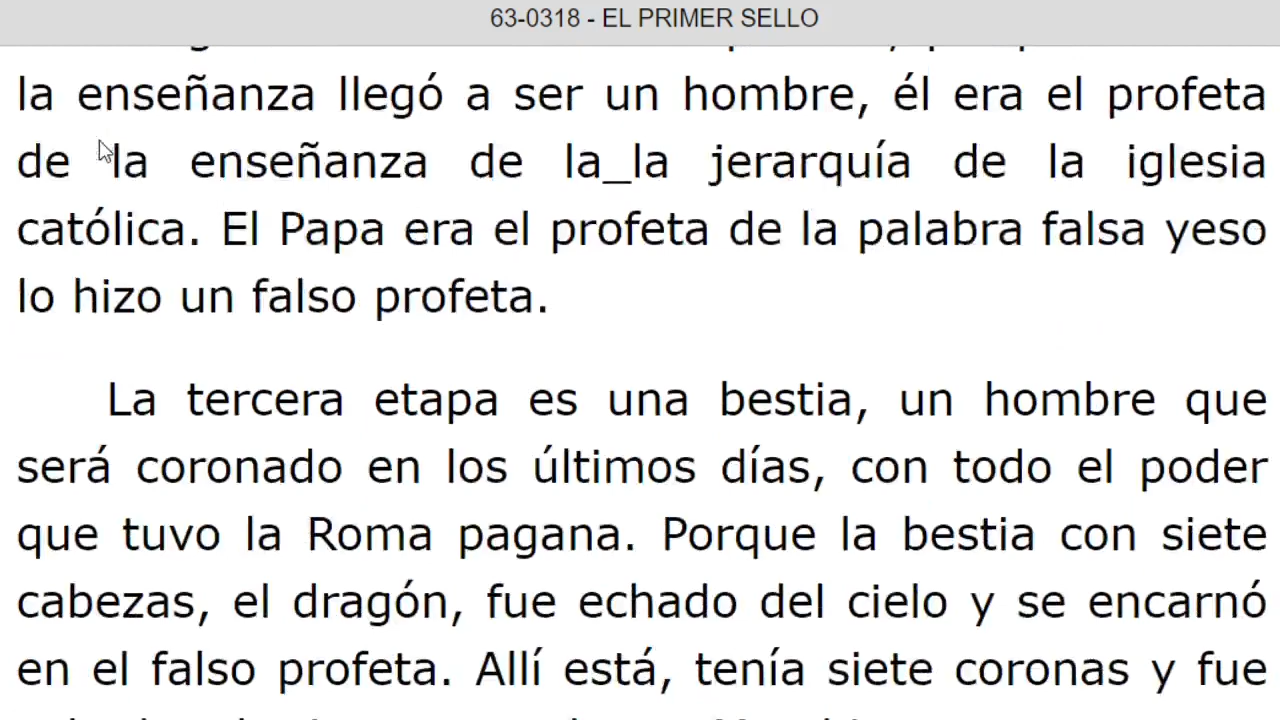 63-0318 - EL PRIMER SELLO
la enseñanza llegó a ser un hombre, él era el profeta
de la enseñanza de la_la jerarquía de la iglesia
católica. El Papa era el profeta de la palabra falsa yeso
lo hizo un falso profeta.
La tercera etapa es una bestia, un hombre que
será coronado en los últimos días, con todo el poder
que tuvo la Roma pagana. Porque la bestia con siete
cabezas, el dragón, fue echado del cielo y se encarnó
en el falso profeta. Allí está, tenía siete coronas y fue